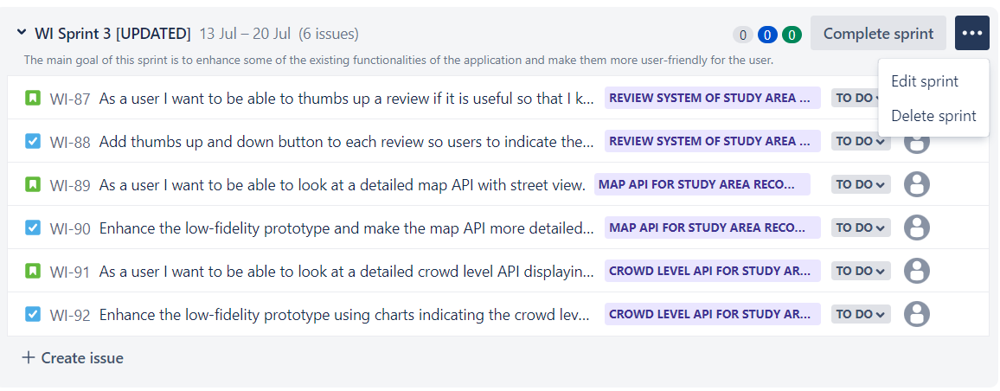 WI Sprint 3 [UPDATED] 13 Jul – 20 Jul (6 issues) 0 0 0 Complete sprint
The main goal of this sprint is to enhance some of the existing functionalities of the application and make them more user-friendly for the user.
Edit sprint
Delete sprint
WI-87 As a user I want to be able to thumbs up a review if it is useful so that I k... REVIEW SYSTEM OF STUDY AREA ... TO DO
WI-88 Add thumbs up and down button to each review so users to indicate the... REVIEW SYSTEM OF STUDY AREA ... TO DO
WI-89 As a user I want to be able to look at a detailed map API with street view. MAP API FOR STUDY AREA RECO... TO DO
WI-90 Enhance the low-fidelity prototype and make the map API more detailed... MAP API FOR STUDY AREA RECO... TO DO
WI-91 As a user I want to be able to look at a detailed crowd level API displayin... CROWD LEVEL API FOR STUDY AR... TO DO
WI-92 Enhance the low-fidelity prototype using charts indicating the crowd lev... CROWD LEVEL API FOR STUDY AR... TO DO
+ Create issue